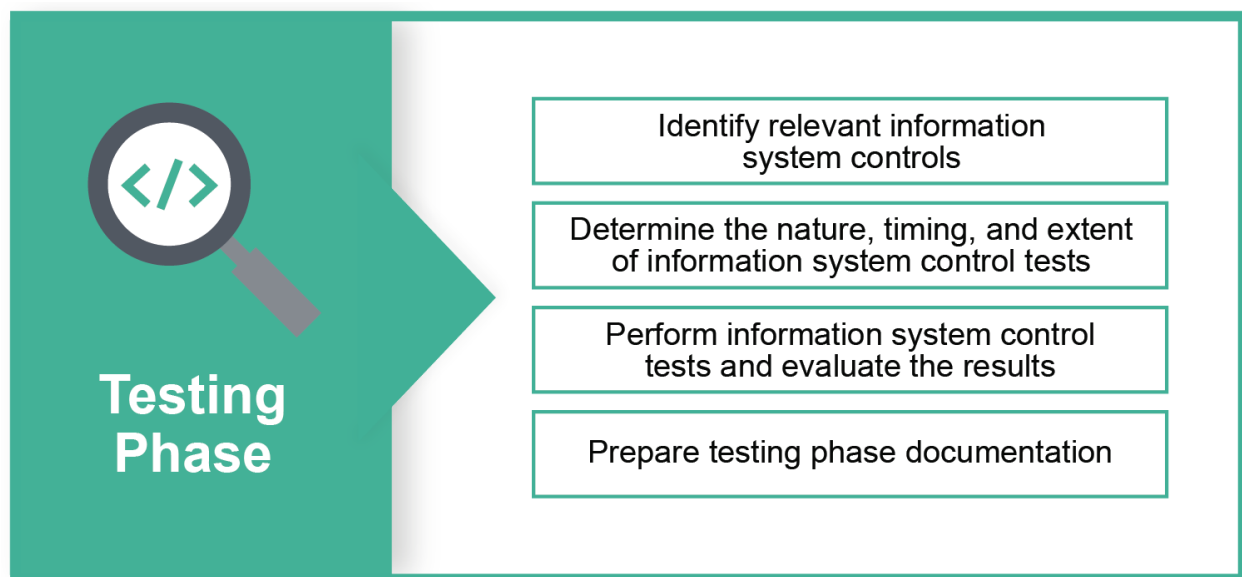 </>
Testing
Phase
Identify relevant information
system controls
Determine the nature, timing, and extent
of information system control tests
Perform information system control
tests and evaluate the results
Prepare testing phase documentation